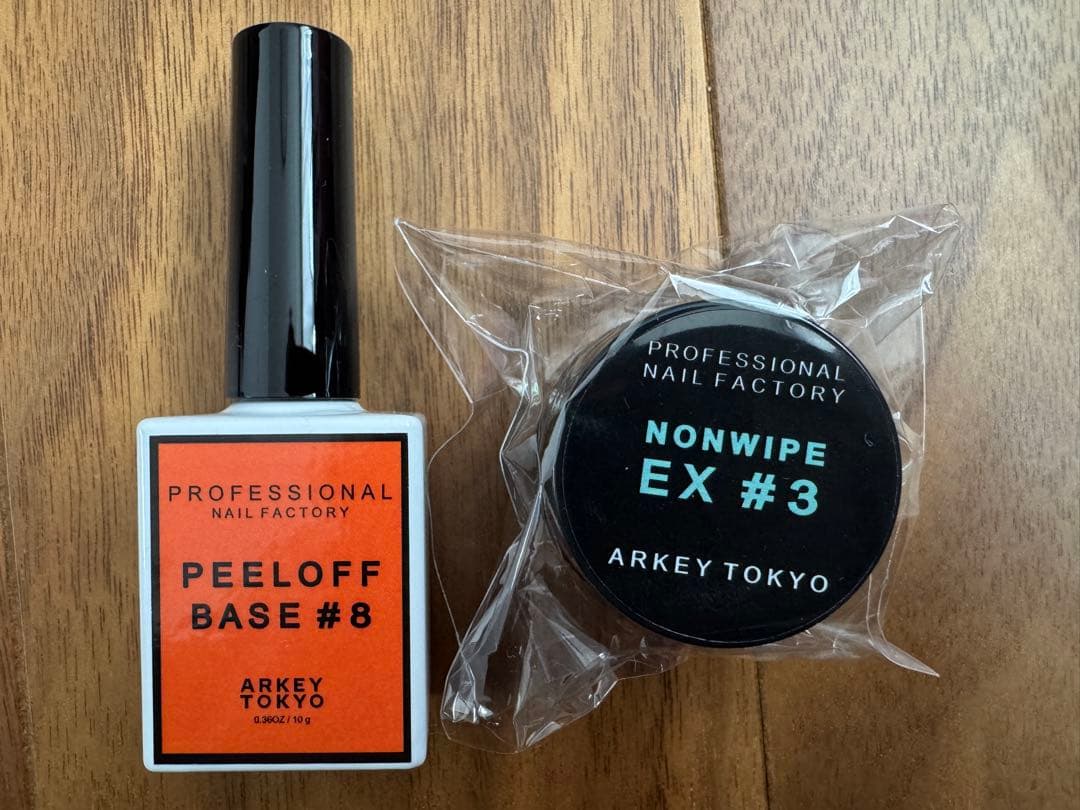 PROFESSIONAL
NAIL FACTORY
PEELOFF
BASE #8
ARKEY
TOKYO
0.36OZ / 10 g
PROFESSIONAL
NAIL FACTORY
NONWIPE
EX #3
ARKEY TOKYO